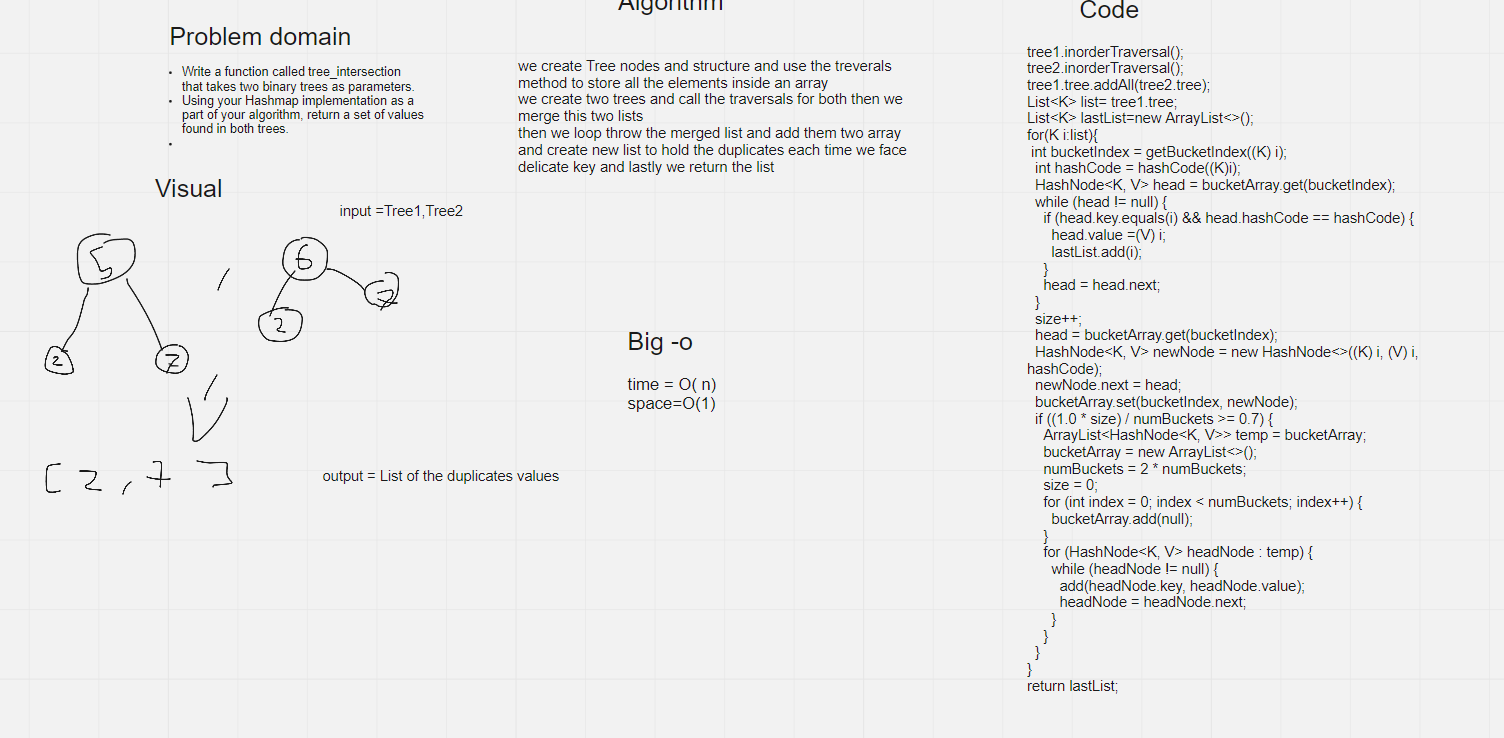 Algorithm
Code
Problem domain
• Write a function called tree_intersection
that takes two binary trees as parameters.
• Using your Hashmap implementation as a
part of your algorithm, return a set of values
found in both trees.
•
we create Tree nodes and structure and use the treverals
method to store all the elements inside an array
we create two trees and call the traversals for both then we
merge this two lists
then we loop throw the merged list and add them two array
and create new list to hold the duplicates each time we face
delicate key and lastly we return the list
Visual
input =Tree1,Tree2
5
,
6
2
7
2
7
[ 2 , 7 ]
output = List of the duplicates values
Big -o
time = O( n)
space=O(1)
tree1.inorderTraversal();
tree2.inorderTraversal();
tree1.tree.addAll(tree2.tree);
List<K> list= tree1.tree;
List<K> lastList=new ArrayList<>();
for(K i:list){
int bucketIndex = getBucketIndex((K) i);
int hashCode = hashCode((K)i);
HashNode<K, V> head = bucketArray.get(bucketIndex);
while (head != null) {
if (head.key.equals(i) && head.hashCode == hashCode) {
head.value =(V) i;
lastList.add(i);
}
head = head.next;
}
size++;
head = bucketArray.get(bucketIndex);
HashNode<K, V> newNode = new HashNode<>((K) i, (V) i,
hashCode);
newNode.next = head;
bucketArray.set(bucketIndex, newNode);
if ((1.0 * size) / numBuckets >= 0.7) {
ArrayList<HashNode<K, V>> temp = bucketArray;
bucketArray = new ArrayList<>();
numBuckets = 2 * numBuckets;
size = 0;
for (int index = 0; index < numBuckets; index++) {
bucketArray.add(null);
}
for (HashNode<K, V> headNode : temp) {
while (headNode != null) {
add(headNode.key, headNode.value);
headNode = headNode.next;
}
}
}
}
return lastList;